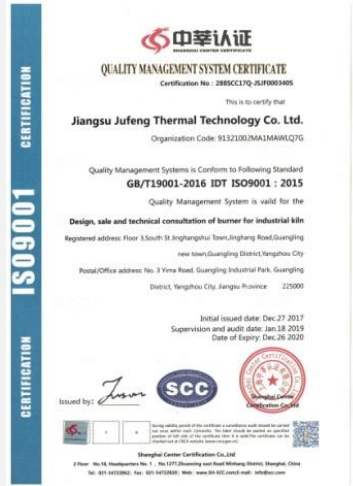 中莘认证
SHANGHAI CENTER CERTIFICATE
QUALITY MANAGEMENT SYSTEM CERTIFICATE
Certification No : 288SCC17Q-JSJF0003405
This is to certify that
Jiangsu Jufeng Thermal Technology Co. Ltd.
Organization Code: 91321002MA1MAWLQ7G
Quality Management Systems is Conform to Following Standard
GB/T19001-2016 IDT ISO9001 : 2015
Quality Management System is vaild for the
Design, sale and technical consultation of burner for industrial kiln
Registered address: Floor 3,South St Jinghangshui Town,Jinghang Road,Guangling
new town,Guangling District,Yangzhou City
Postal/Office address: No. 3 Yima Road, Guangling Industrial Park, Guangling
District, Yangzhou City, Jiangsu Province 225000
Initial issued date: Dec.27 2017
Supervision and audit date: Jan.18 2019
Date of Expiry: Dec.26 2020
Issued by:
SCC
Shanghai Center
Certification Co.,Ltd
Shanghai Center Certification Co., Ltd
CERTIFICATION
ISO9001
CERTIFICATION